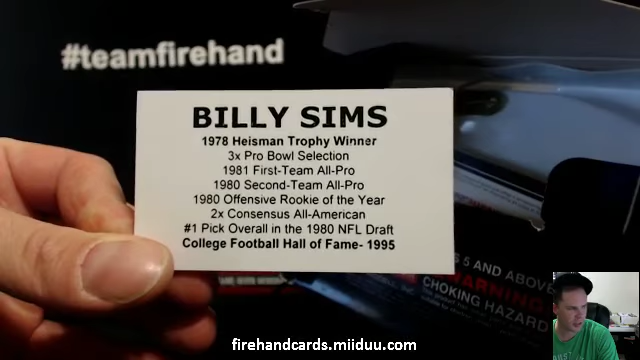 #teamfirehand
BILLY SIMS
1978 Heisman Trophy Winner
3x Pro Bowl Selection
1981 First-Team All-Pro
1980 Second-Team All-Pro
1980 Offensive Rookie of the Year
2x Consensus All-American
#1 Pick Overall in the 1980 NFL Draft
College Football Hall of Fame- 1995
S 5 AND ABOVE
WARNING
CHOKING HAZARD
firehandcards.miiduu.com